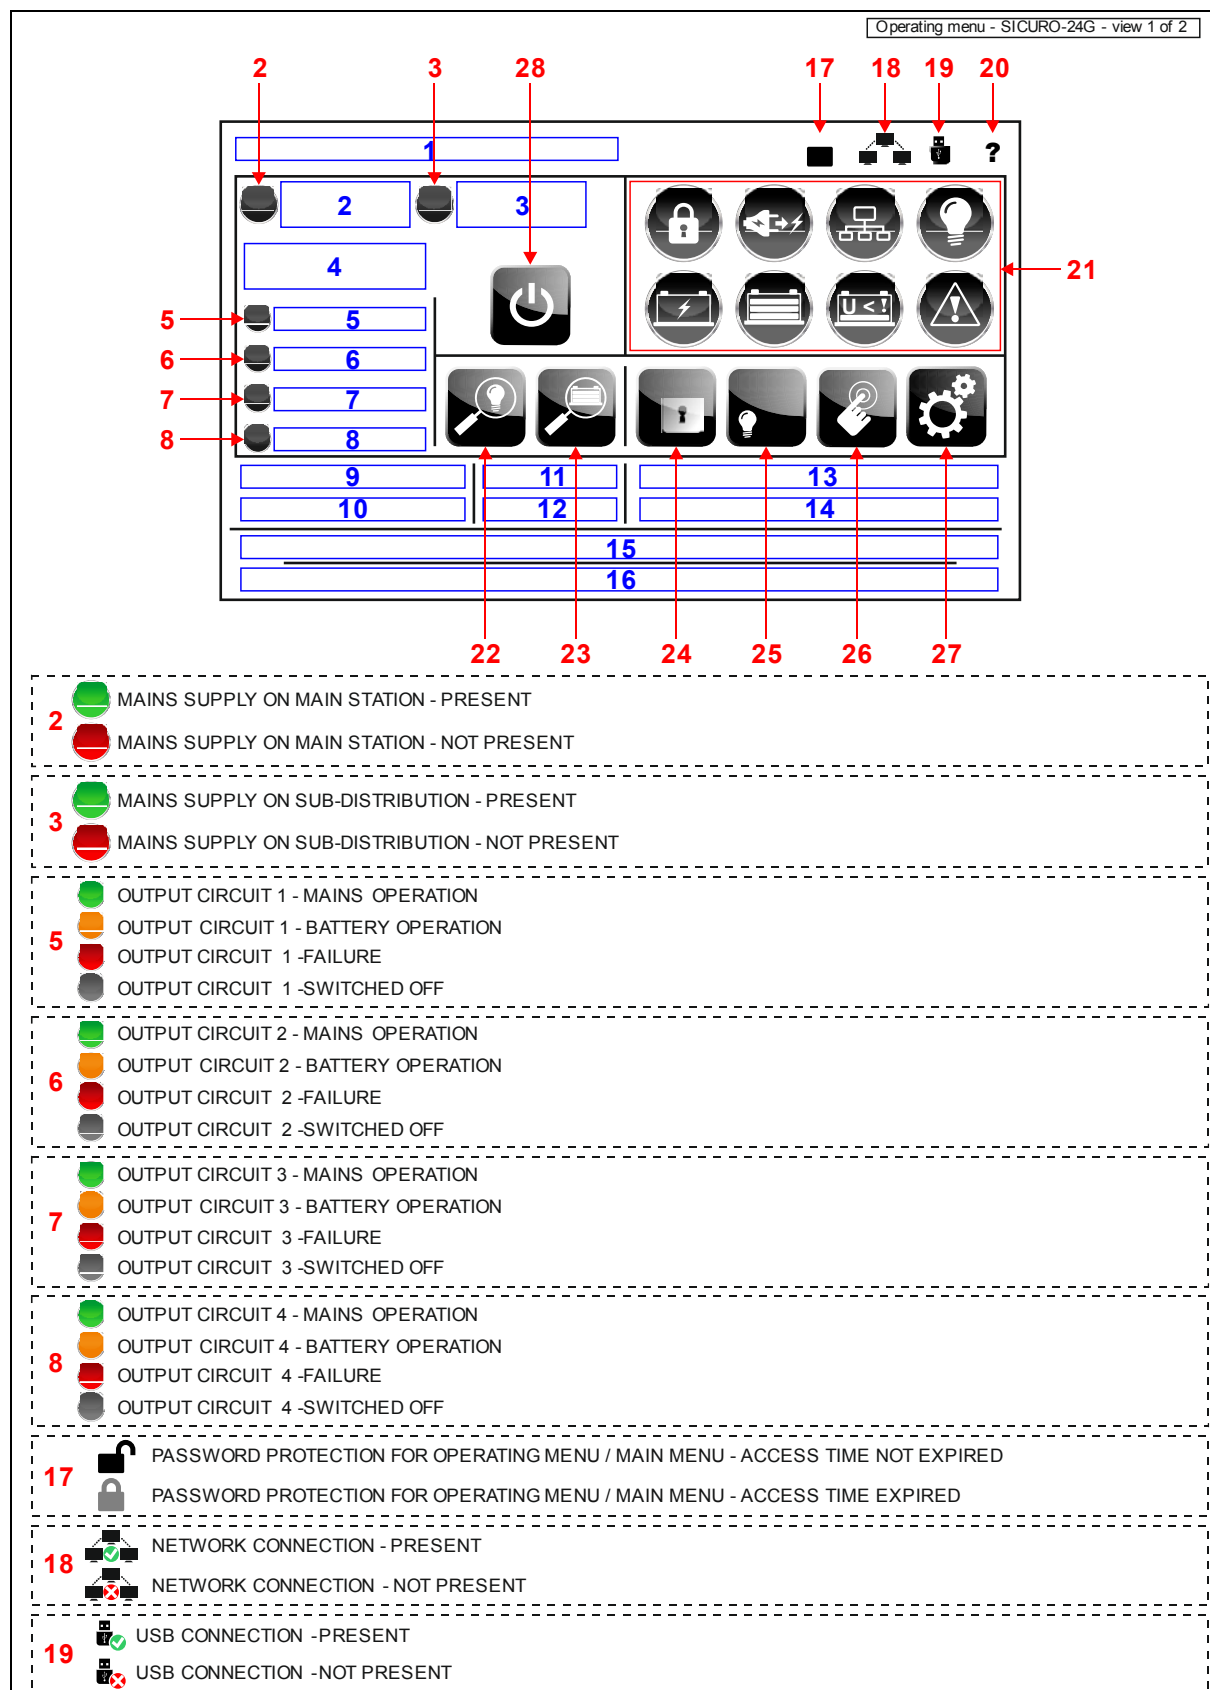 Operating menu - SICURO-24G - view 1 of 2
2 3 28 17 18 19 20
1
?
2 3
4
21
5 5
6 6
7 7
8 8
U<!
9 11 13
10 12 14
15
16
22 23 24 25 26 27
2
MAINS SUPPLY ON MAIN STATION - PRESENT
MAINS SUPPLY ON MAIN STATION - NOT PRESENT
3
MAINS SUPPLY ON SUB-DISTRIBUTION - PRESENT
MAINS SUPPLY ON SUB-DISTRIBUTION - NOT PRESENT
5
OUTPUT CIRCUIT 1 - MAINS OPERATION
OUTPUT CIRCUIT 1 - BATTERY OPERATION
OUTPUT CIRCUIT 1 -FAILURE
OUTPUT CIRCUIT 1 -SWITCHED OFF
6
OUTPUT CIRCUIT 2 - MAINS OPERATION
OUTPUT CIRCUIT 2 - BATTERY OPERATION
OUTPUT CIRCUIT 2 -FAILURE
OUTPUT CIRCUIT 2 -SWITCHED OFF
7
OUTPUT CIRCUIT 3 - MAINS OPERATION
OUTPUT CIRCUIT 3 - BATTERY OPERATION
OUTPUT CIRCUIT 3 -FAILURE
OUTPUT CIRCUIT 3 -SWITCHED OFF
8
OUTPUT CIRCUIT 4 - MAINS OPERATION
OUTPUT CIRCUIT 4 - BATTERY OPERATION
OUTPUT CIRCUIT 4 -FAILURE
OUTPUT CIRCUIT 4 -SWITCHED OFF
17
PASSWORD PROTECTION FOR OPERATING MENU / MAIN MENU - ACCESS TIME NOT EXPIRED
PASSWORD PROTECTION FOR OPERATING MENU / MAIN MENU - ACCESS TIME EXPIRED
18
NETWORK CONNECTION - PRESENT
NETWORK CONNECTION - NOT PRESENT
19
USB CONNECTION -PRESENT
USB CONNECTION -NOT PRESENT